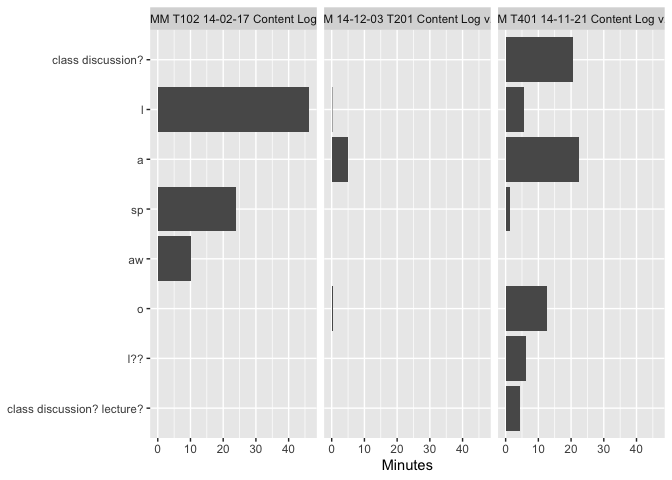 MM T102 14-02-17 Content Log
M 14-12-03 T201 Content Log v
M T401 14-11-21 Content Log v
class discussion?
l
a
sp
aw
o
l??
class discussion? lecture?
0 10 20 30 40
0 10 20 30 40
0 10 20 30 40
Minutes